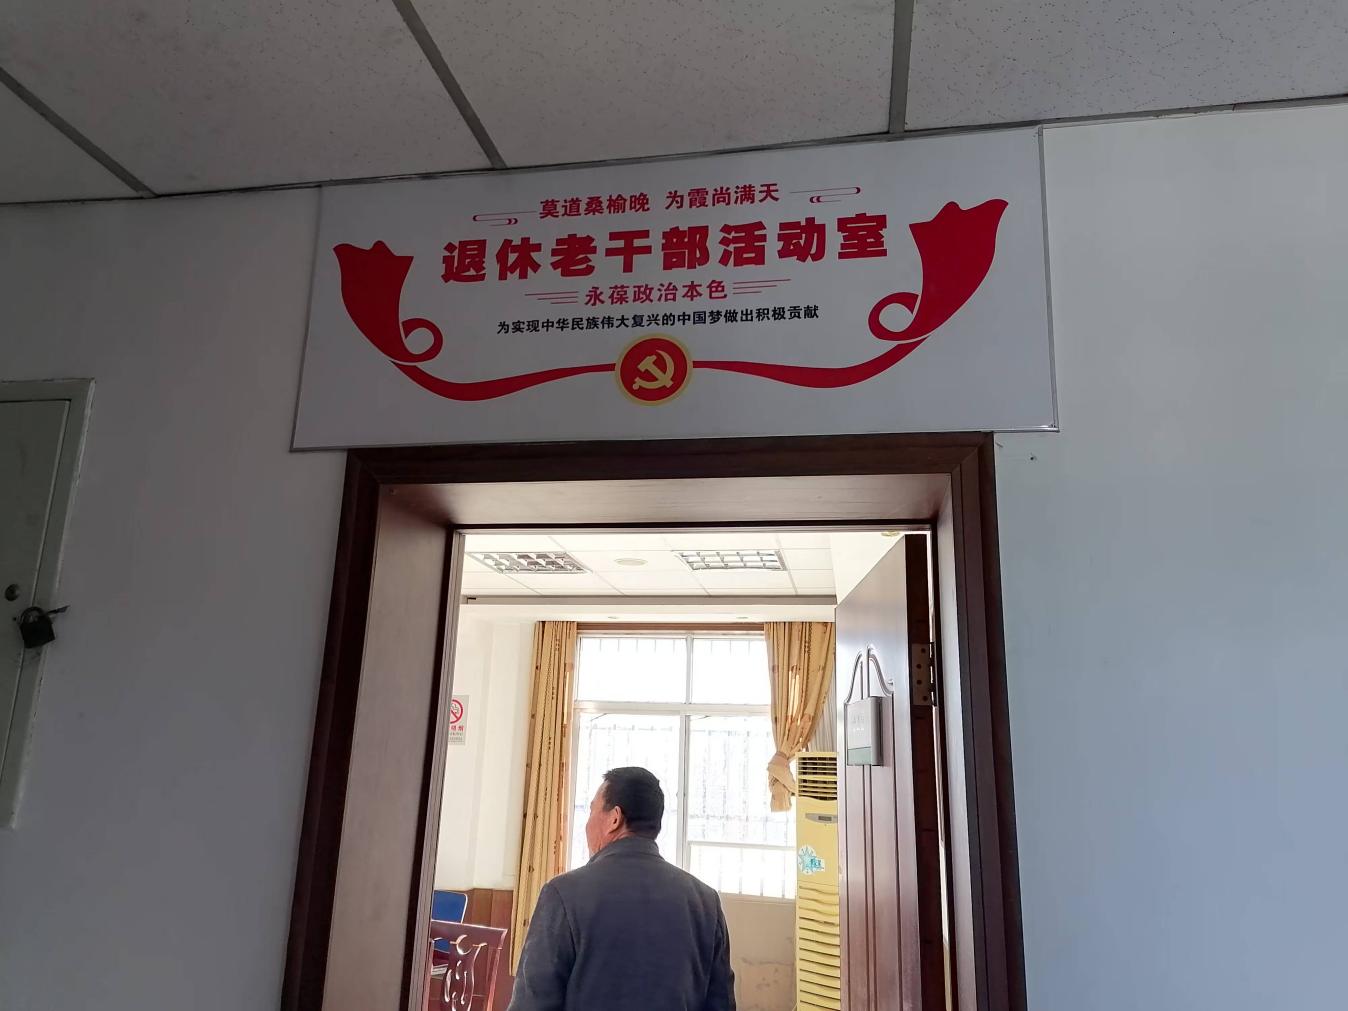 莫道桑榆晚 为霞尚满天
退休老干部活动室
永葆政治本色
为实现中华民族伟大复兴的中国梦做出积极贡献